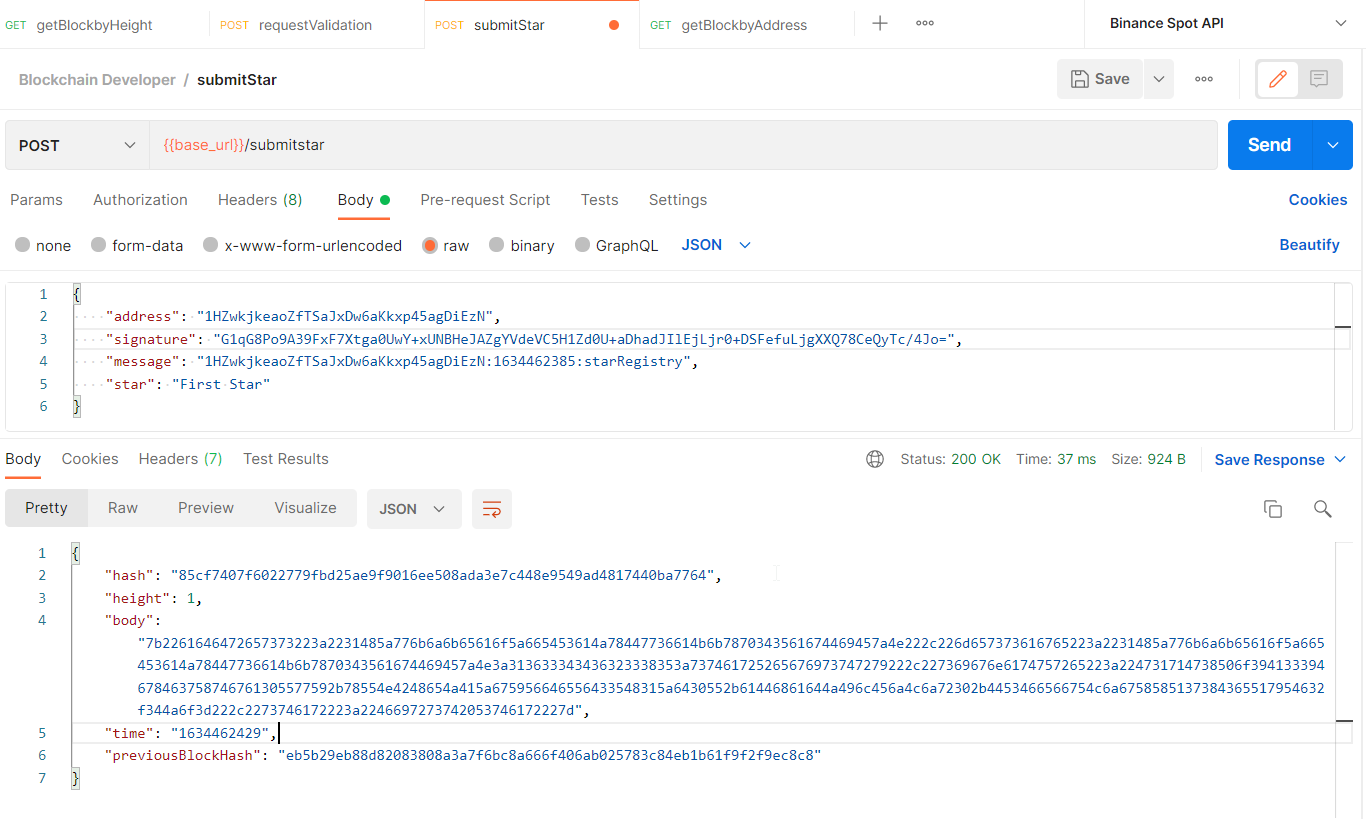 GET getBlockbyHeight POST requestValidation POST submitStar GET getBlockbyAddress Binance Spot API
Blockchain Developer / submitStar Save
POST {{base_url}}/submitstar Send
Params Authorization Headers (8) Body Pre-request Script Tests Settings Cookies
none form-data x-www-form-urlencoded raw binary GraphQL JSON Beautify
1 {
2 "address": "1HZwkjkeaoZfTSaJxDw6aKkxp45agDiEzN",
3 "signature": "G1qG8Po9A39FxF7Xtga0UwY+xUNBHeJAZgYVdeVC5H1Zd0U+aDhadJIlEjLjr0+DSFefuLjgXXQ78CeQyTc/4Jo=",
4 "message": "1HZwkjkeaoZfTSaJxDw6aKkxp45agDiEzN:1634462385:starRegistry",
5 "star": "First Star"
6 }
Body Cookies Headers (7) Test Results Status: 200 OK Time: 37 ms Size: 924 B Save Response
Pretty Raw Preview Visualize JSON
1 {
2 "hash": "85cf7407f6022779fbd25ae9f9016ee508ada3e7c448e9549ad4817440ba7764",
3 "height": 1,
4 "body":
"7b2261646472657373223a2231485a776b6a6b65616f5a665453614a78447736614b6b7870343561674469457a4e222c226d657373616765223a2231485a776b6a6b65616f5a665
453614a78447736614b6b7870343561674469457a4e3a313633343436323338353a737461725265676973747279222c227369676e6174757265223a224731714738506f394133394
6784637587467613055775592b78554e4248654a415a675956646556433548315a6430552b61446861644a496c456a4c6a72302b4453466566754c6a67585851373843655179546 32
f344a6f3d222c2273746172223a2246697273742053746172227d",
5 "time": "1634462429",
6 "previousBlockHash": "eb5b29eb88d82083808a3a7f6bc8a666f406ab025783c84eb1b61f9f2f9ec8c8"
7 }